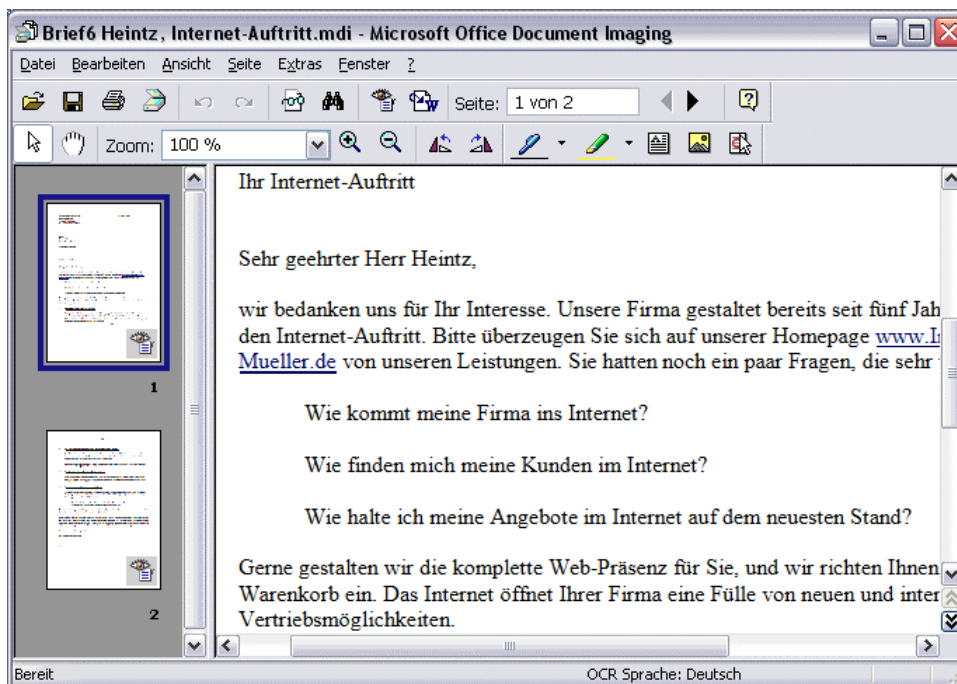 Brief6 Heintz, Internet-Auftritt.mdi - Microsoft Office Document Imaging
Datei Bearbeiten Ansicht Seite Extras Fenster ?
Seite: 1 von 2
Zoom: 100 %
Ihr Internet-Auftritt
Sehr geehrter Herr Heintz,
wir bedanken uns für Ihr Interesse. Unsere Firma gestaltet bereits seit fünf Jah
den Internet-Auftritt. Bitte überzeugen Sie sich auf unserer Homepage www.I
Mueller.de von unseren Leistungen. Sie hatten noch ein paar Fragen, die sehr
Wie kommt meine Firma ins Internet?
1
Wie finden mich meine Kunden im Internet?
Wie halte ich meine Angebote im Internet auf dem neuesten Stand?
Gerne gestalten wir die komplette Web-Präsenz für Sie, und wir richten Ihnen
Warenkorb ein. Das Internet öffnet Ihrer Firma eine Fülle von neuen und inter
Vertriebsmöglichkeiten.
2
Bereit
OCR Sprache: Deutsch